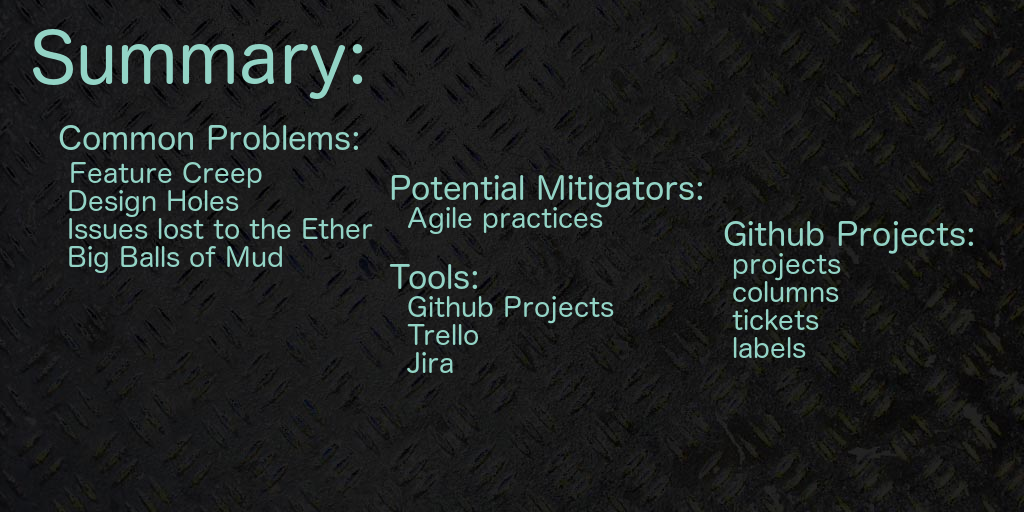 Summary:
Common Problems:
Feature Creep
Design Holes
Issues lost to the Ether
Big Balls of Mud
Potential Mitigators:
Agile practices
Tools:
Github Projects
Trello
Jira
Github Projects:
projects
columns
tickets
labels